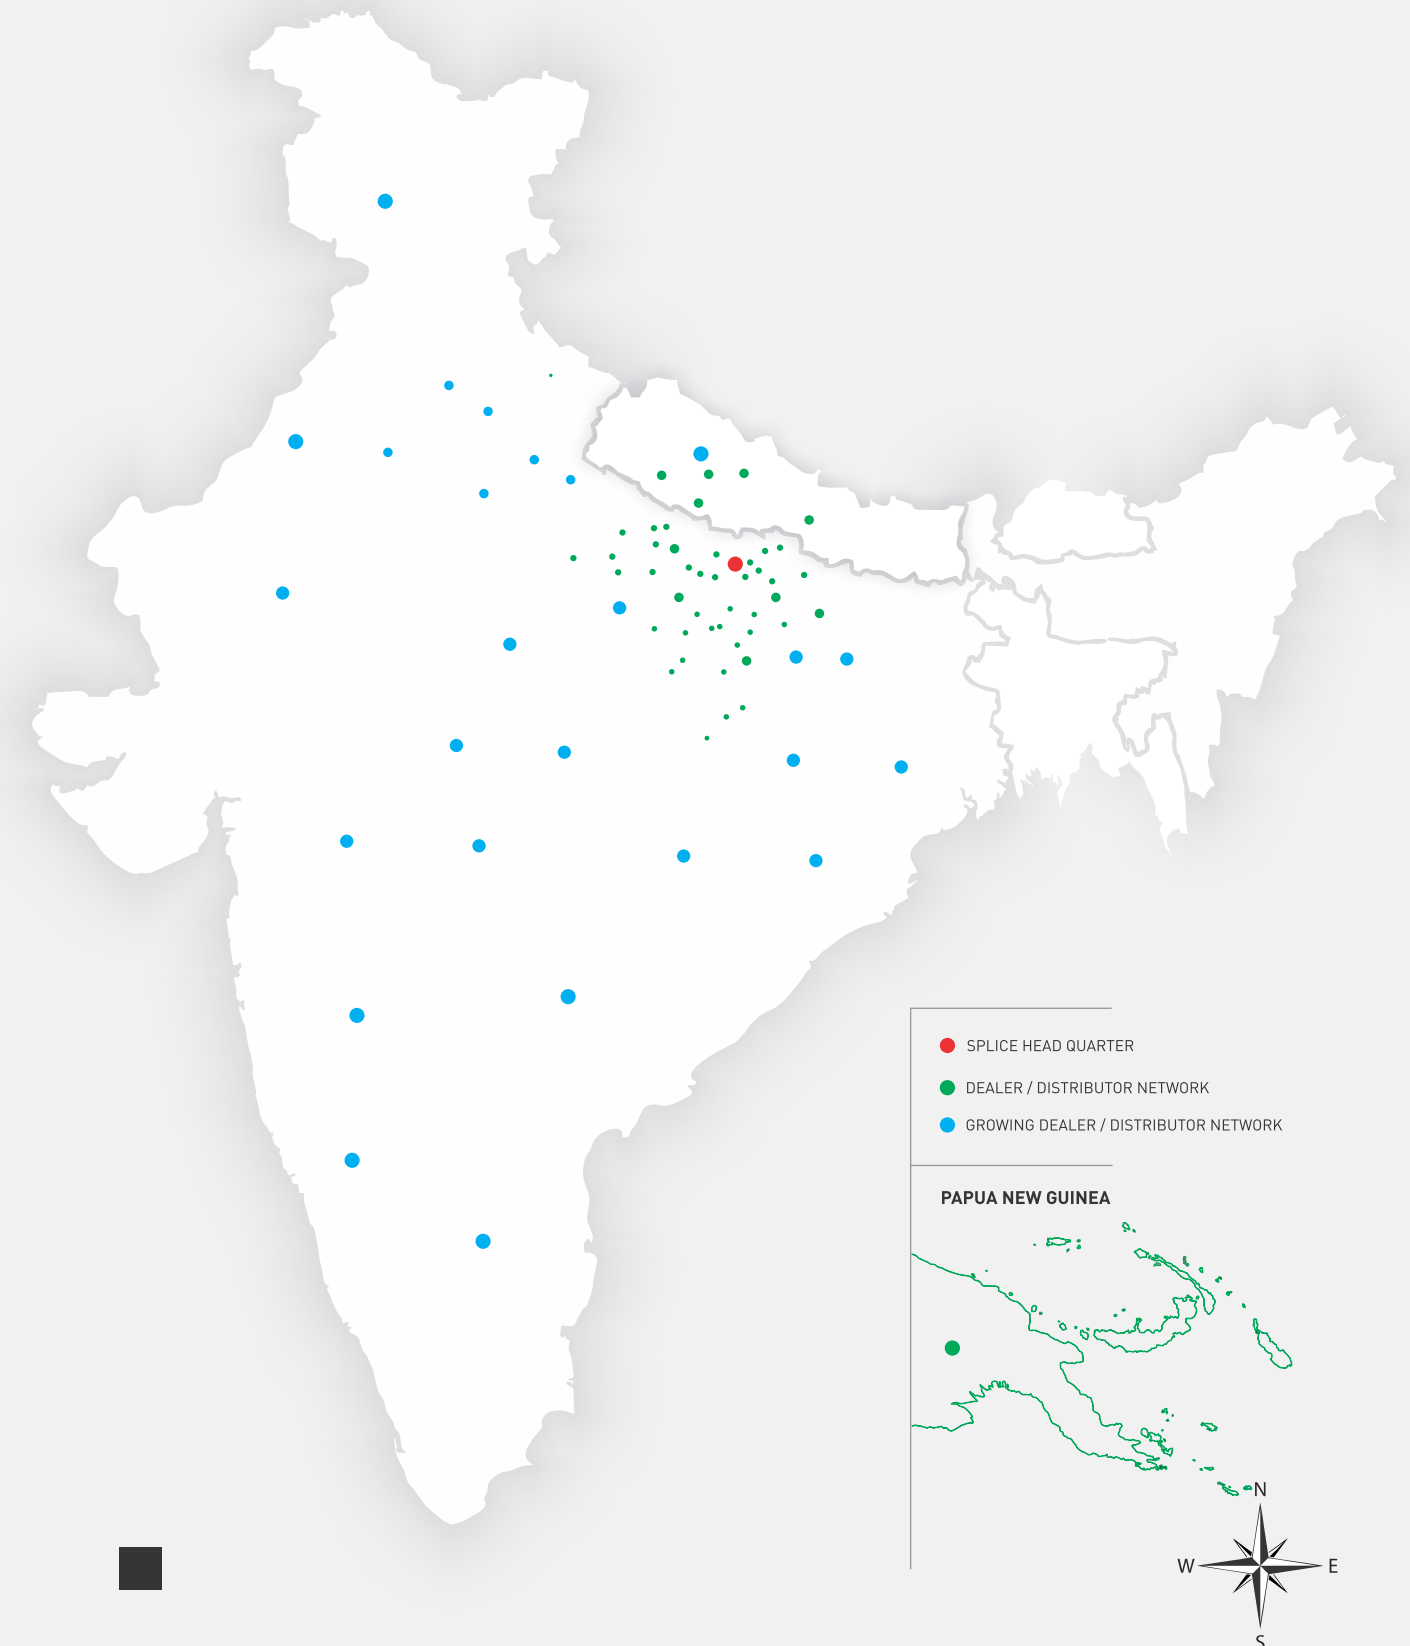 SPLICE HEAD QUARTER
DEALER / DISTRIBUTOR NETWORK
GROWING DEALER / DISTRIBUTOR NETWORK
PAPUA NEW GUINEA
N
W
E
S